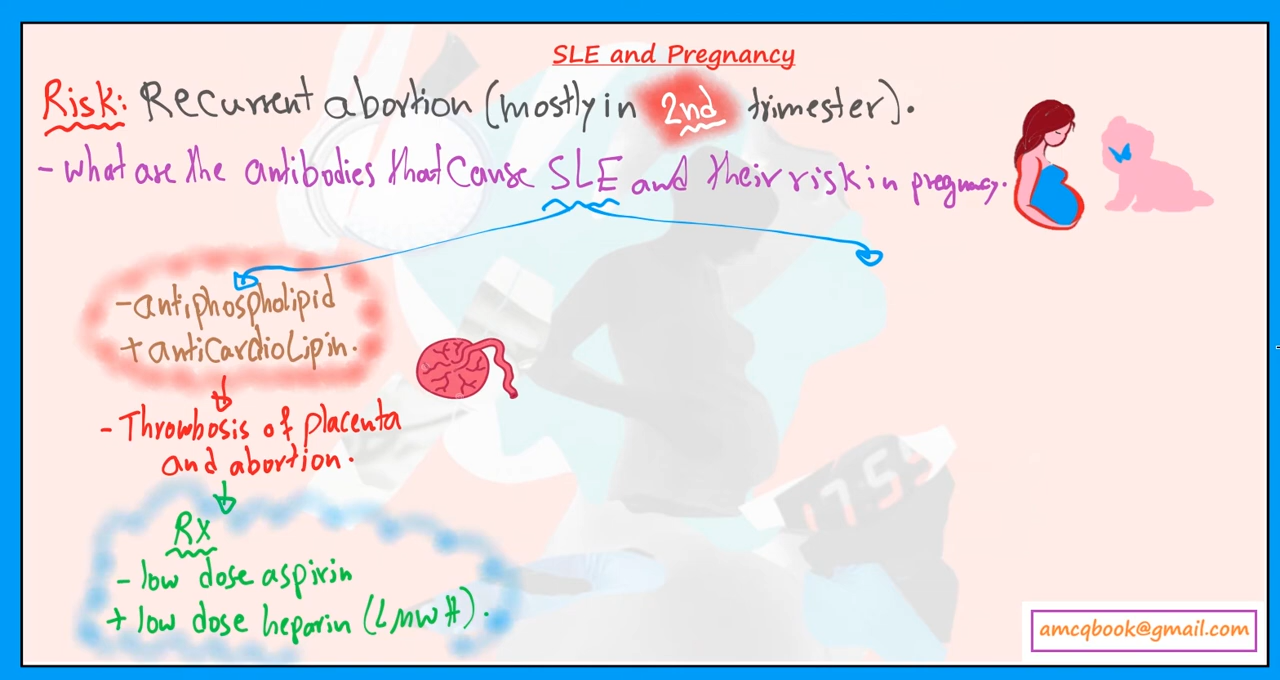 SLE and Pregnancy
Risk: Recurrent abortion (mostly in 2nd trimester).
- what are the antibodies that cause SLE and their risk in pregnancy.
- antiphospholipid
+ anticardiolipin.
- Thrombosis of placenta
and abortion.
Rx
- low dose aspirin
+ low dose heparin (LMWH).
17:55
amcqbook@gmail.com